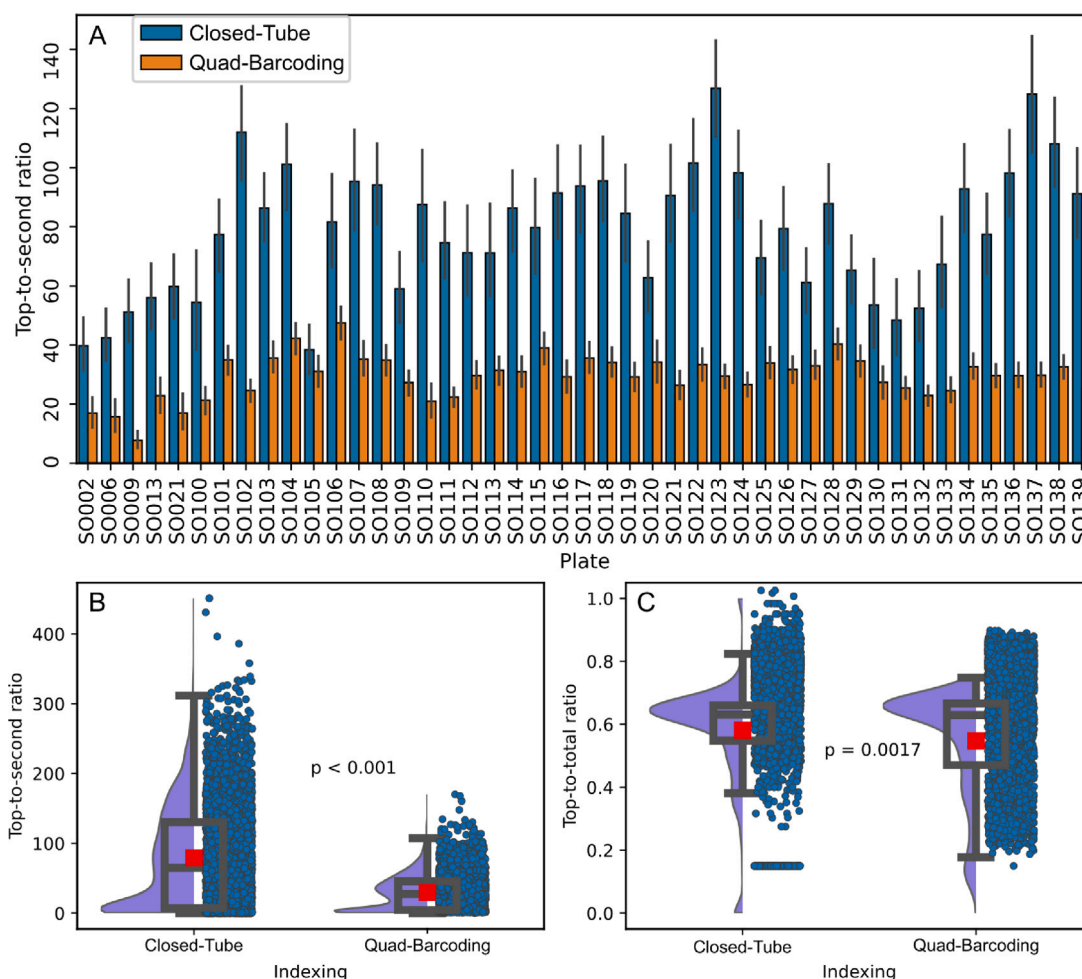 A
Closed-Tube
Quad-Barcoding
Top-to-second ratio
140
120
100
80
60
40
20
0
SO002 SO006 SO009 SO013 SO021 SO100 SO101 SO102 SO103 SO104 SO105 SO106 SO107 SO108 SO109 SO110 SO111 SO112 SO113 SO114 SO115 SO116 SO117 SO118 SO119 SO120 SO121 SO122 SO123 SO124 SO125 SO126 SO127 SO128 SO129 SO130 SO131 SO132 SO133 SO134 SO135 SO136 SO137 SO138 SO139
Plate
B
Top-to-second ratio
400
300
200
100
0
p < 0.001
Closed-Tube Quad-Barcoding
Indexing
C
Top-to-total ratio
1.0
0.8
0.6
0.4
0.2
0.0
p = 0.0017
Closed-Tube Quad-Barcoding
Indexing